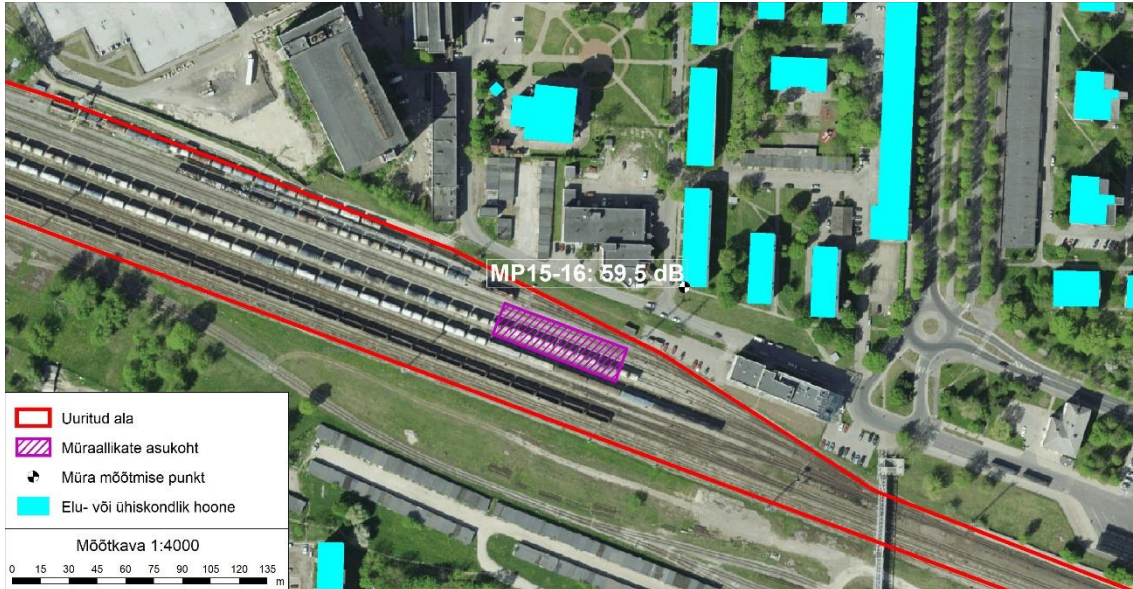 MP15-16: 59,5 dB
Uuritud ala
Müraallikate asukoht
Müra mõõtmise punkt
Elu- või ühiskondlik hoone
Mõõtkava 1:4000
0 15 30 45 60 75 90 105 120 135
m